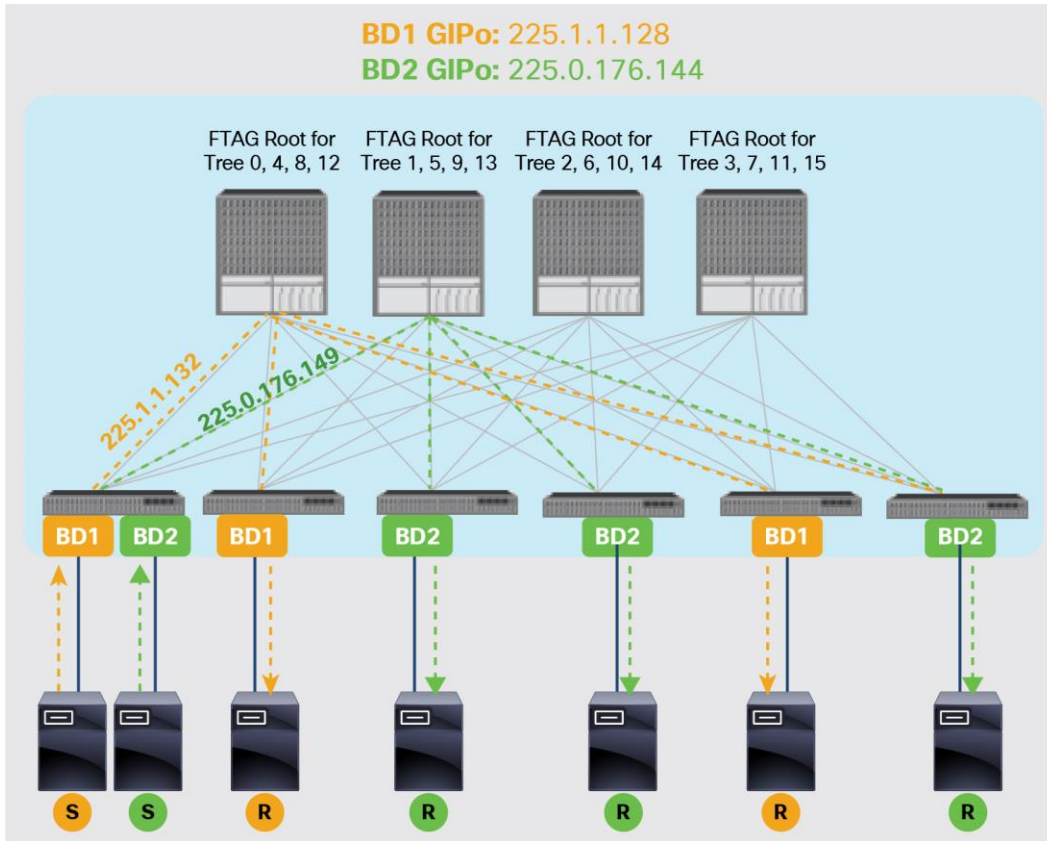 BD1 GIPo: 225.1.1.128
BD2 GIPo: 225.0.176.144
FTAG Root for
Tree 0, 4, 8, 12
FTAG Root for
Tree 1, 5, 9, 13
FTAG Root for
Tree 2, 6, 10, 14
FTAG Root for
Tree 3, 7, 11, 15
225.1.1.132
225.0.176.149
BD1
BD2
BD1
BD2
BD2
BD1
BD2
S
S
R
R
R
R
R